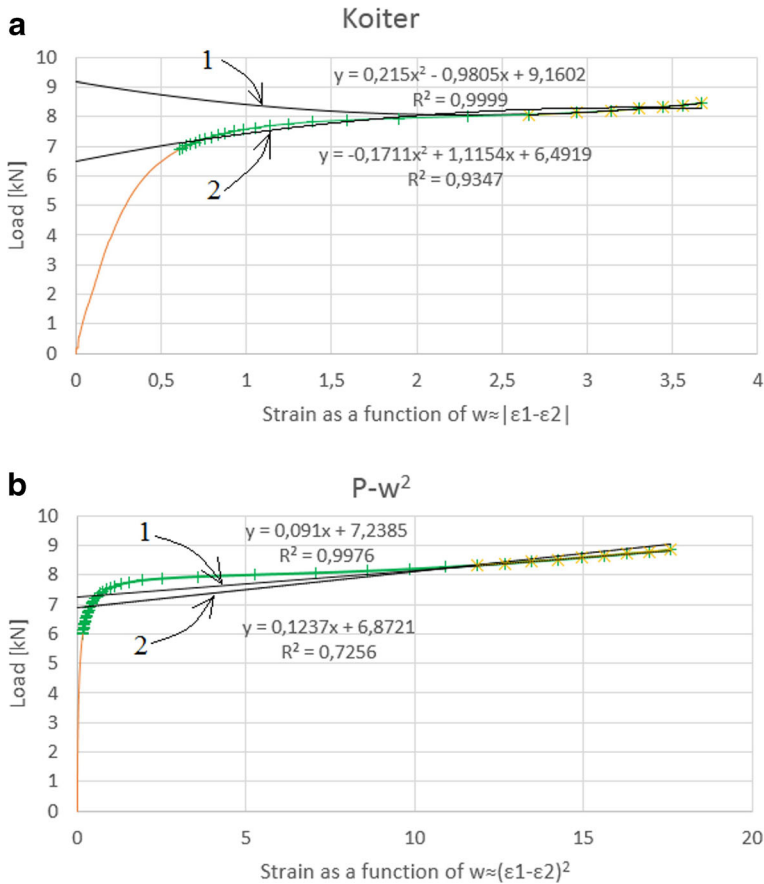 a
Koiter
10
9
8
7
6
5
4
3
2
1
0
Load [kN]
1
y = 0,215x² - 0,9805x + 9,1602
R² = 0,9999
y = -0,1711x² + 1,1154x + 6,4919
R² = 0,9347
2
0 0,5 1 1,5 2 2,5 3 3,5 4
Strain as a function of w≈|ε1-ε2|
b
P-w²
10
9
8
7
6
5
4
3
2
1
0
Load [kN]
1
y = 0,091x + 7,2385
R² = 0,9976
2
y = 0,1237x + 6,8721
R² = 0,7256
0 5 10 15 20
Strain as a function of w≈(ε1-ε2)²